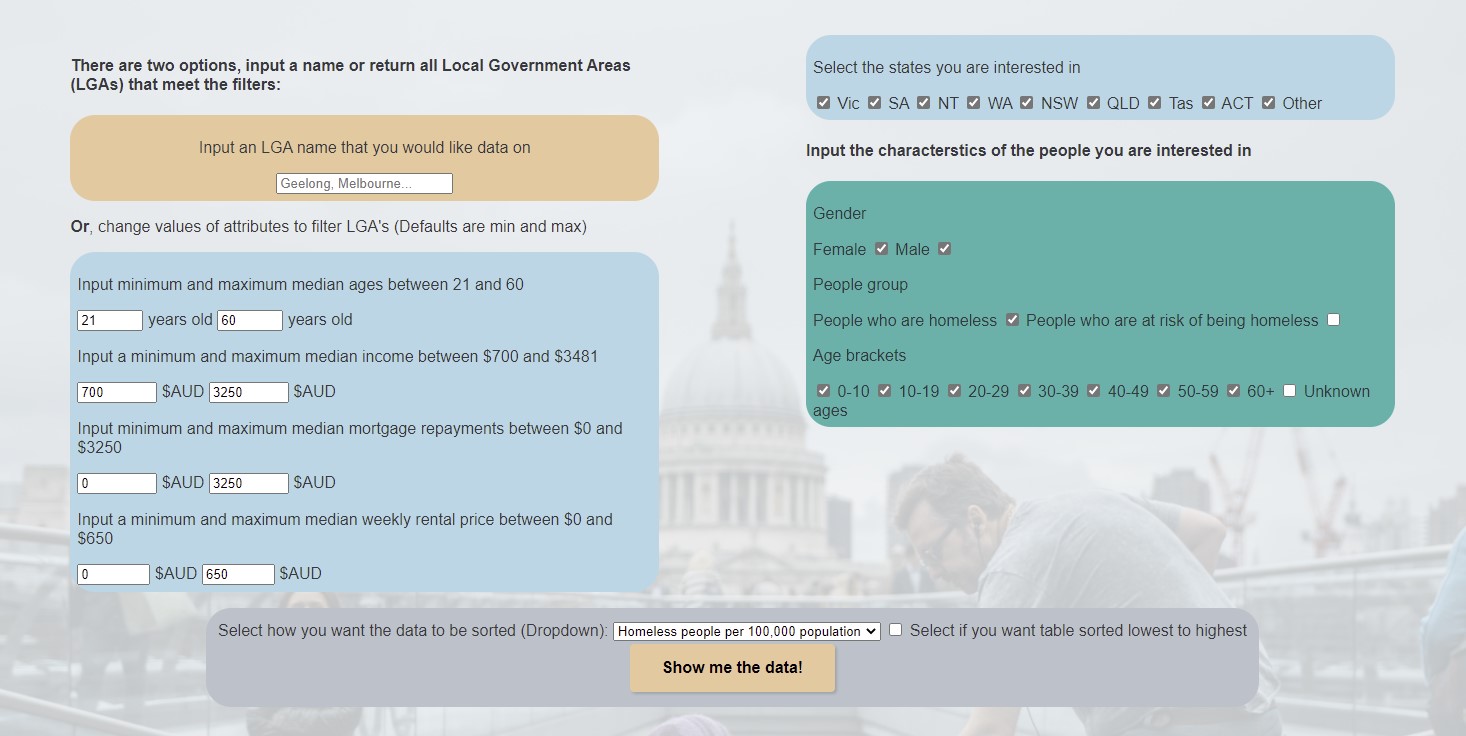 There are two options, input a name or return all Local Government Areas
(LGAs) that meet the filters:
Input an LGA name that you would like data on
Geelong, Melbourne...
Or, change values of attributes to filter LGA's (Defaults are min and max)
Input minimum and maximum median ages between 21 and 60
21 years old 60 years old
Input a minimum and maximum median income between $700 and $3481
700 $AUD 3250 $AUD
Input minimum and maximum median mortgage repayments between $0 and
$3250
0 $AUD 3250 $AUD
Input a minimum and maximum median weekly rental price between $0 and
$650
0 $AUD 650 $AUD
Select the states you are interested in
Vic SA NT WA NSW QLD Tas ACT Other
Input the characterstics of the people you are interested in
Gender
Female Male
People group
People who are homeless People who are at risk of being homeless
Age brackets
0-10 10-19 20-29 30-39 40-49 50-59 60+ Unknown
ages
Select how you want the data to be sorted (Dropdown): Homeless people per 100,000 population Select if you want table sorted lowest to highest
Show me the data!